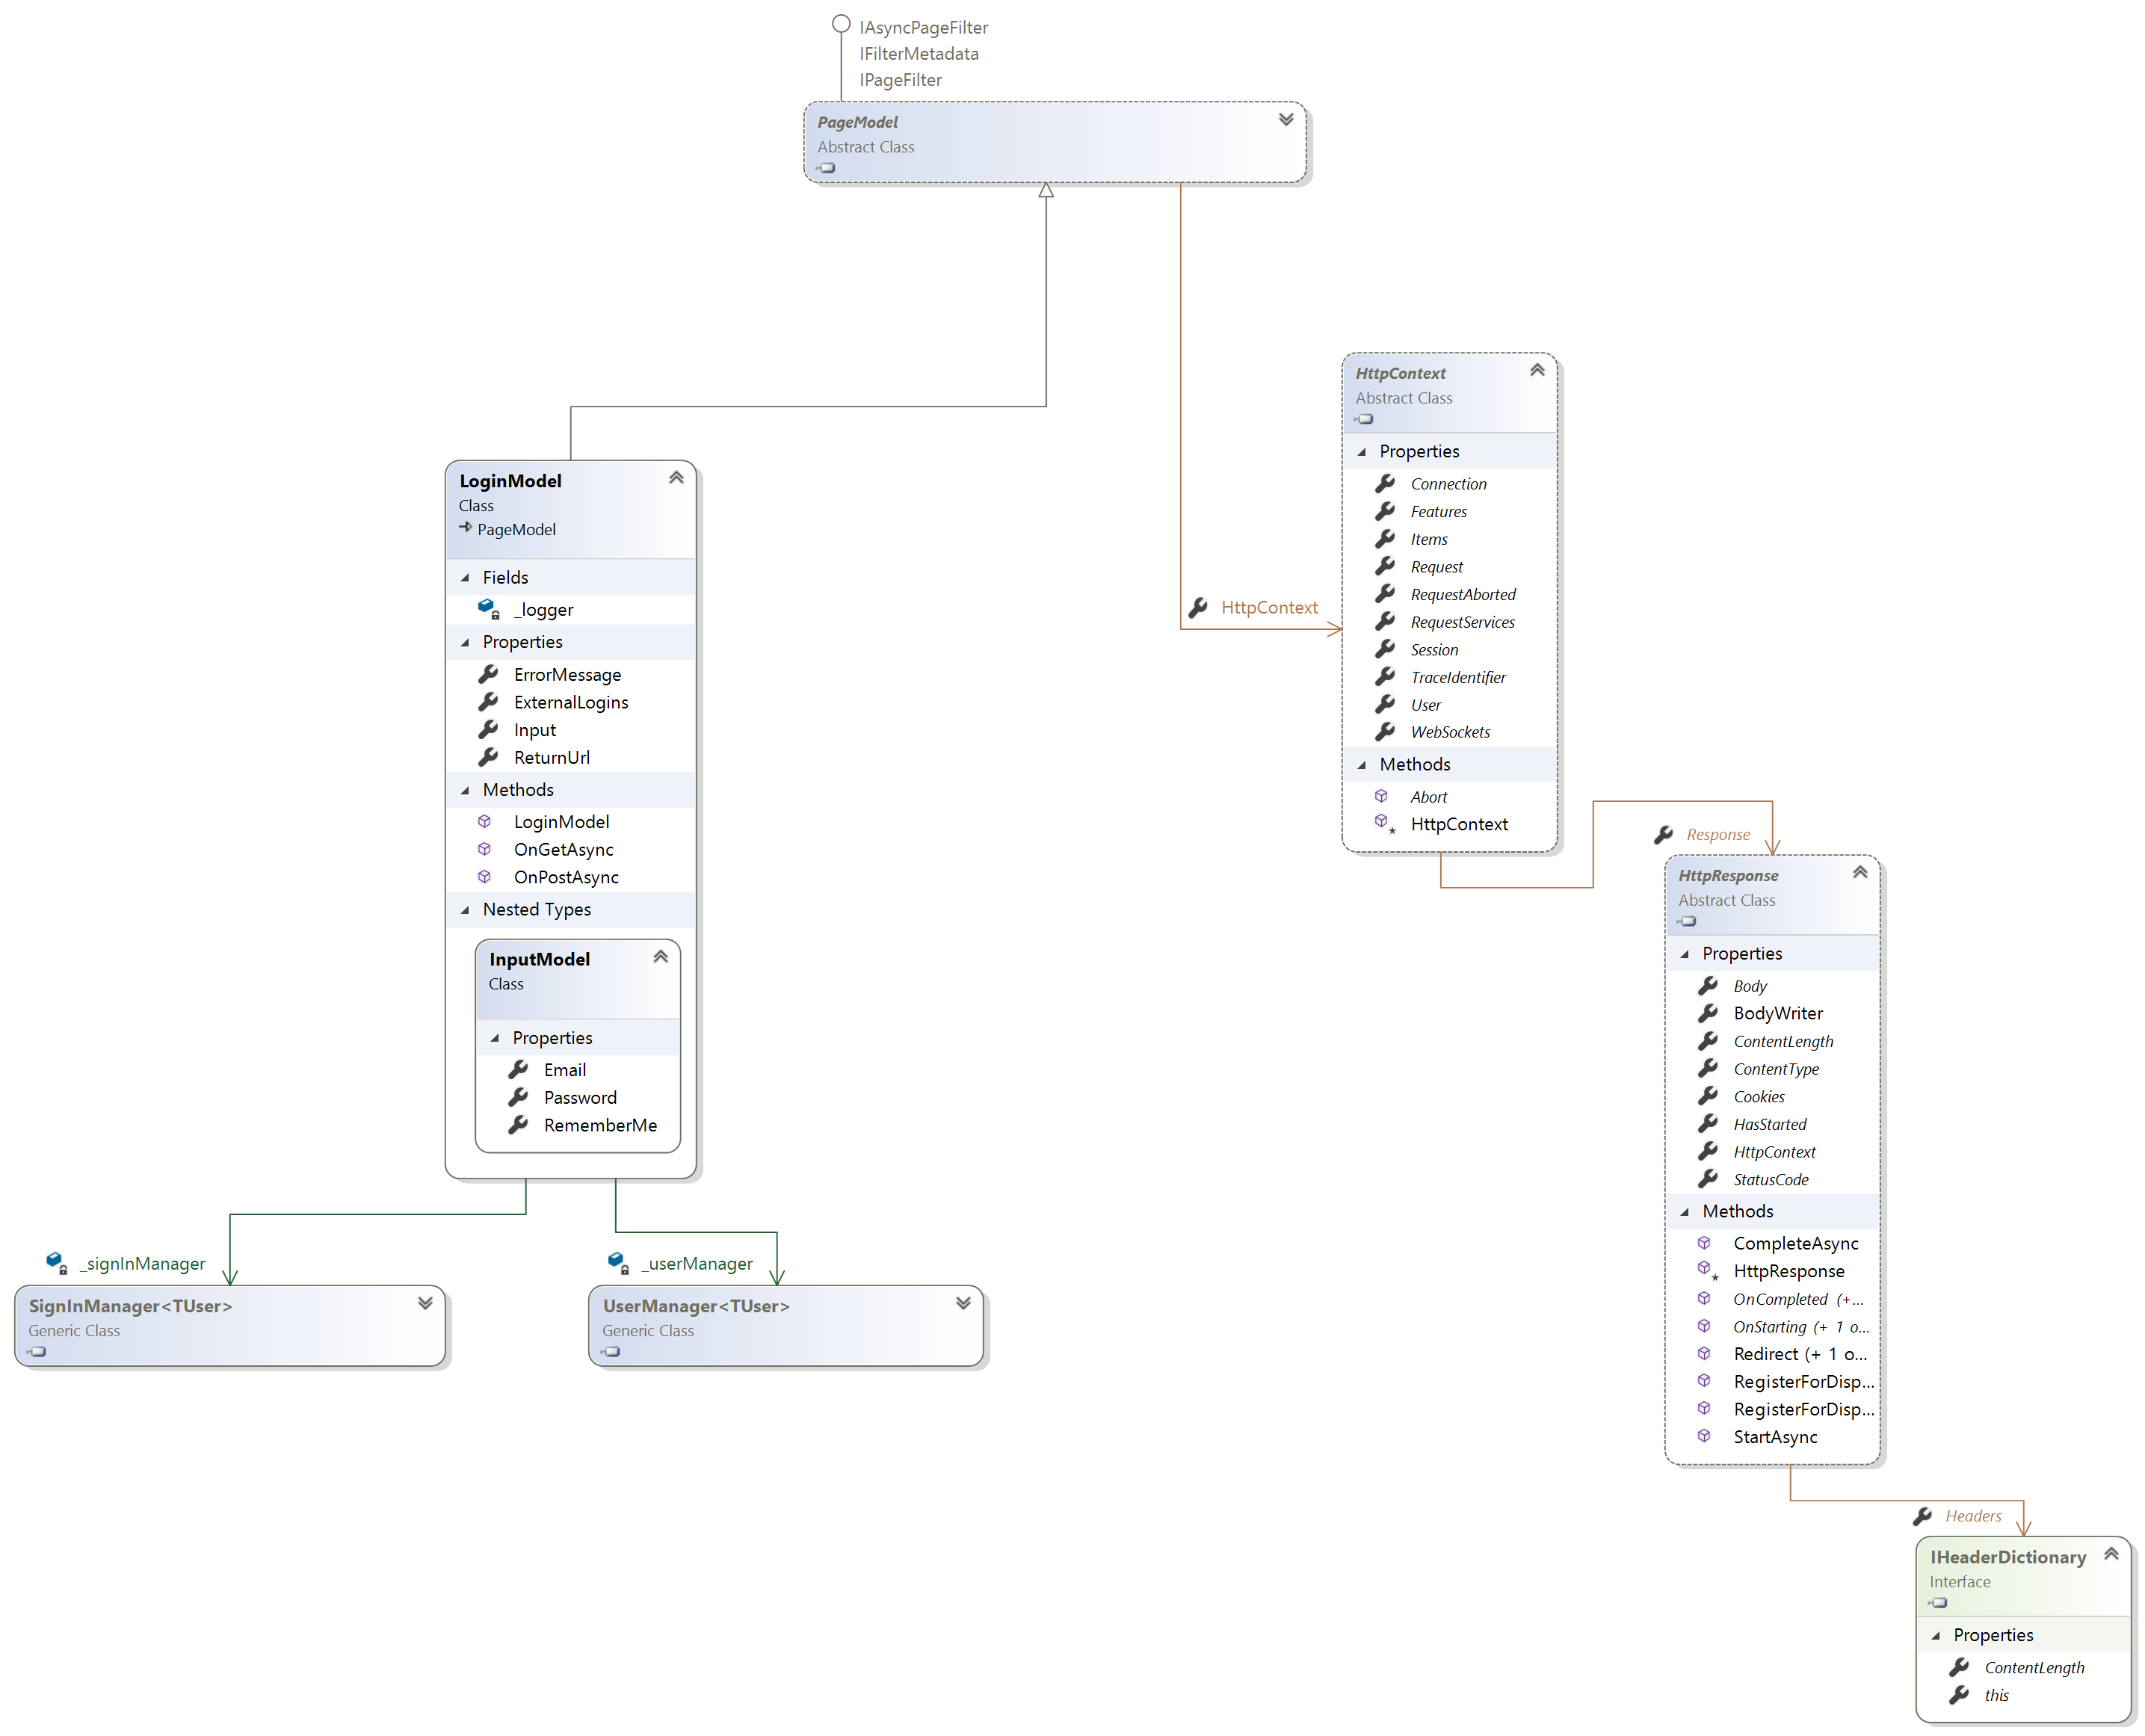 IAsyncPageFilter
IFilterMetadata
IPageFilter
PageModel
Abstract Class
HttpContext
Abstract Class
Properties
Connection
Features
Items
Request
RequestAborted
RequestServices
Session
TraceIdentifier
User
WebSockets
Methods
Abort
HttpContext
HttpContext
LoginModel
Class
PageModel
Fields
_logger
Properties
ErrorMessage
ExternalLogins
Input
ReturnUrl
Methods
LoginModel
OnGetAsync
OnPostAsync
Nested Types
InputModel
Class
Properties
Email
Password
RememberMe
Response
HttpResponse
Abstract Class
Properties
Body
BodyWriter
ContentLength
ContentType
Cookies
HasStarted
HttpContext
StatusCode
Methods
CompleteAsync
HttpResponse
OnCompleted (+...
OnStarting (+ 1 o...
Redirect (+ 1 o...
RegisterForDisp...
RegisterForDisp...
StartAsync
_signInManager
SignInManager<TUser>
Generic Class
_userManager
UserManager<TUser>
Generic Class
Headers
IHeaderDictionary
Interface
Properties
ContentLength
this